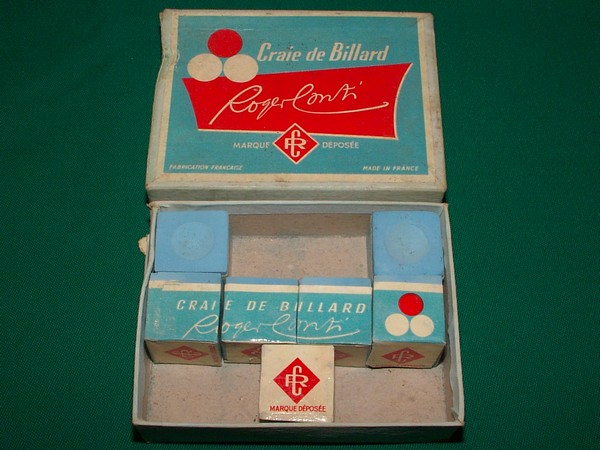 Craie de Billard
Roger Conti
MARQUE DÉPOSÉE
FABRICATION FRANÇAISE
MADE IN FRANCE
CRAIE DE BILLARD
Roger Conti
MARQUE DÉPOSÉE